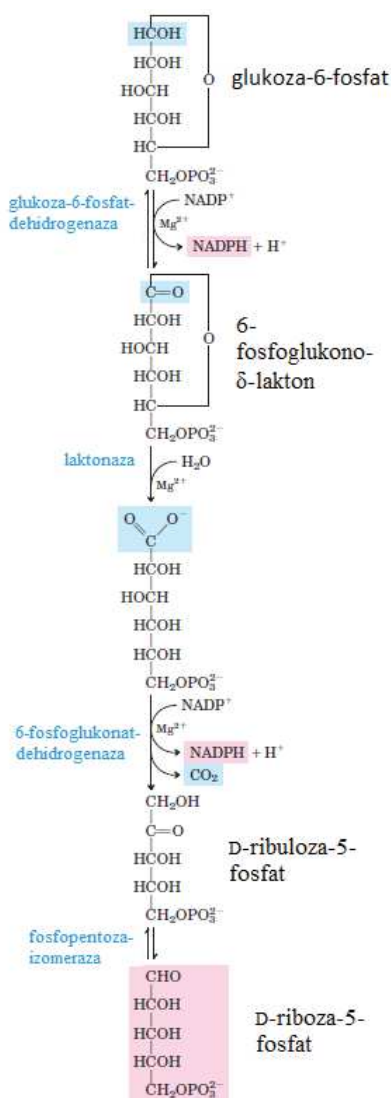 HCOH
HCOH
glukoza-6-fosfat
HOCH
O
HCOH
HC
CH₂OPO₃²⁻
glukoza-6-fosfat-
dehidrogenaza
NADP⁺
Mg²⁺
NADPH + H⁺
C=O
HCOH
HOCH
O
HCOH
HC
CH₂OPO₃²⁻
6-
fosfoglukono-
δ-lakton
laktonaza
H₂O
Mg²⁺
O O⁻
C
HCOH
HOCH
HCOH
HCOH
CH₂OPO₃²⁻
6-fosfoglukonat-
dehidrogenaza
NADP⁺
Mg²⁺
NADPH + H⁺
CO₂
CH₂OH
C=O
HCOH
HCOH
CH₂OPO₃²⁻
D-ribuloza-5-
fosfat
fosfopentoza-
izomeraza
CHO
HCOH
HCOH
HCOH
CH₂OPO₃²⁻
D-riboza-5-
fosfat